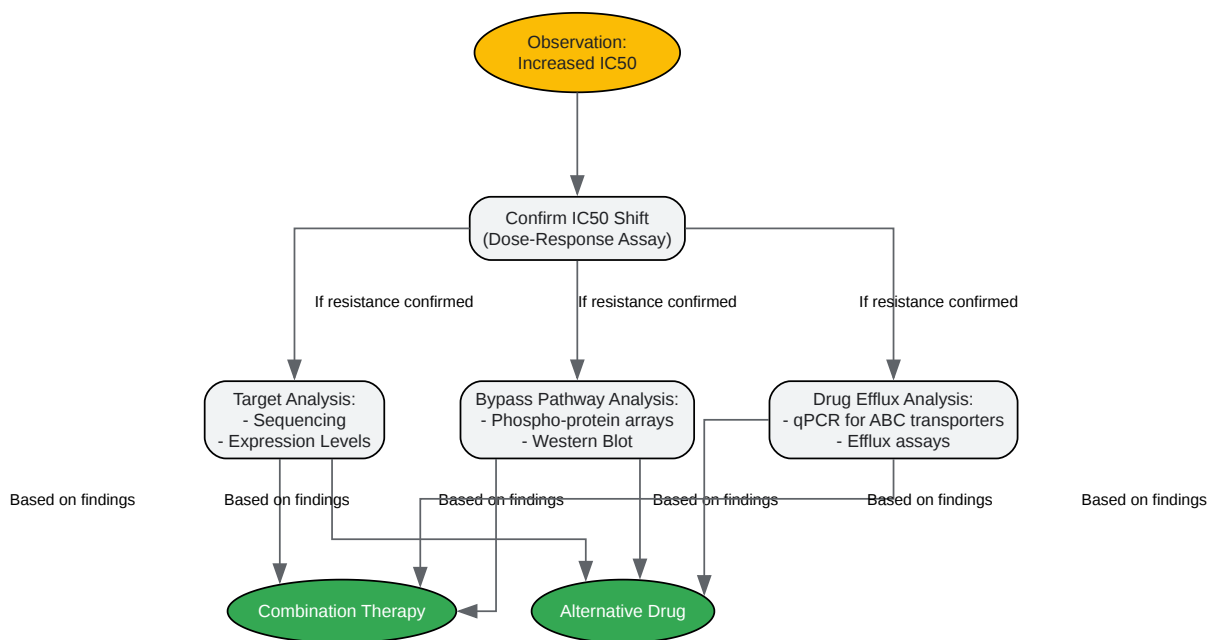 Observation:
Increased IC50
Confirm IC50 Shift
(Dose-Response Assay)
If resistance confirmed
If resistance confirmed
If resistance confirmed
Target Analysis:
- Sequencing
- Expression Levels
Bypass Pathway Analysis:
- Phospho-protein arrays
- Western Blot
Drug Efflux Analysis:
- qPCR for ABC transporters
- Efflux assays
Based on findings
Based on findings
Based on findings
Based on findings
Based on findings
Based on findings
Combination Therapy
Alternative Drug